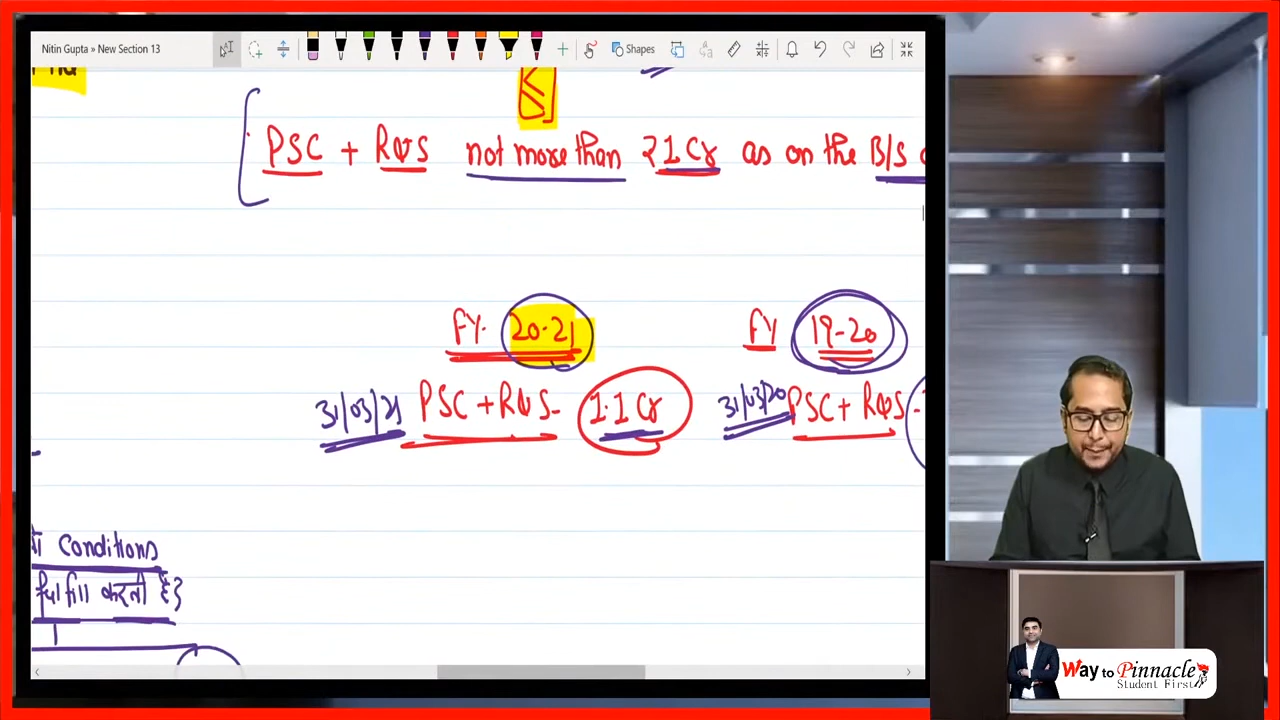 Nitin Gupta » New Section 13
Shapes
PSC + R&S not more than ₹1 Cr as on the B/S
FY. 20-21 FY 19-20
31/03/21 PSC + R&S - 1.1 Cr 31/03/20 PSC + R&S -
Conditions
fulfill करती है?
Way to Pinnacle
Student First